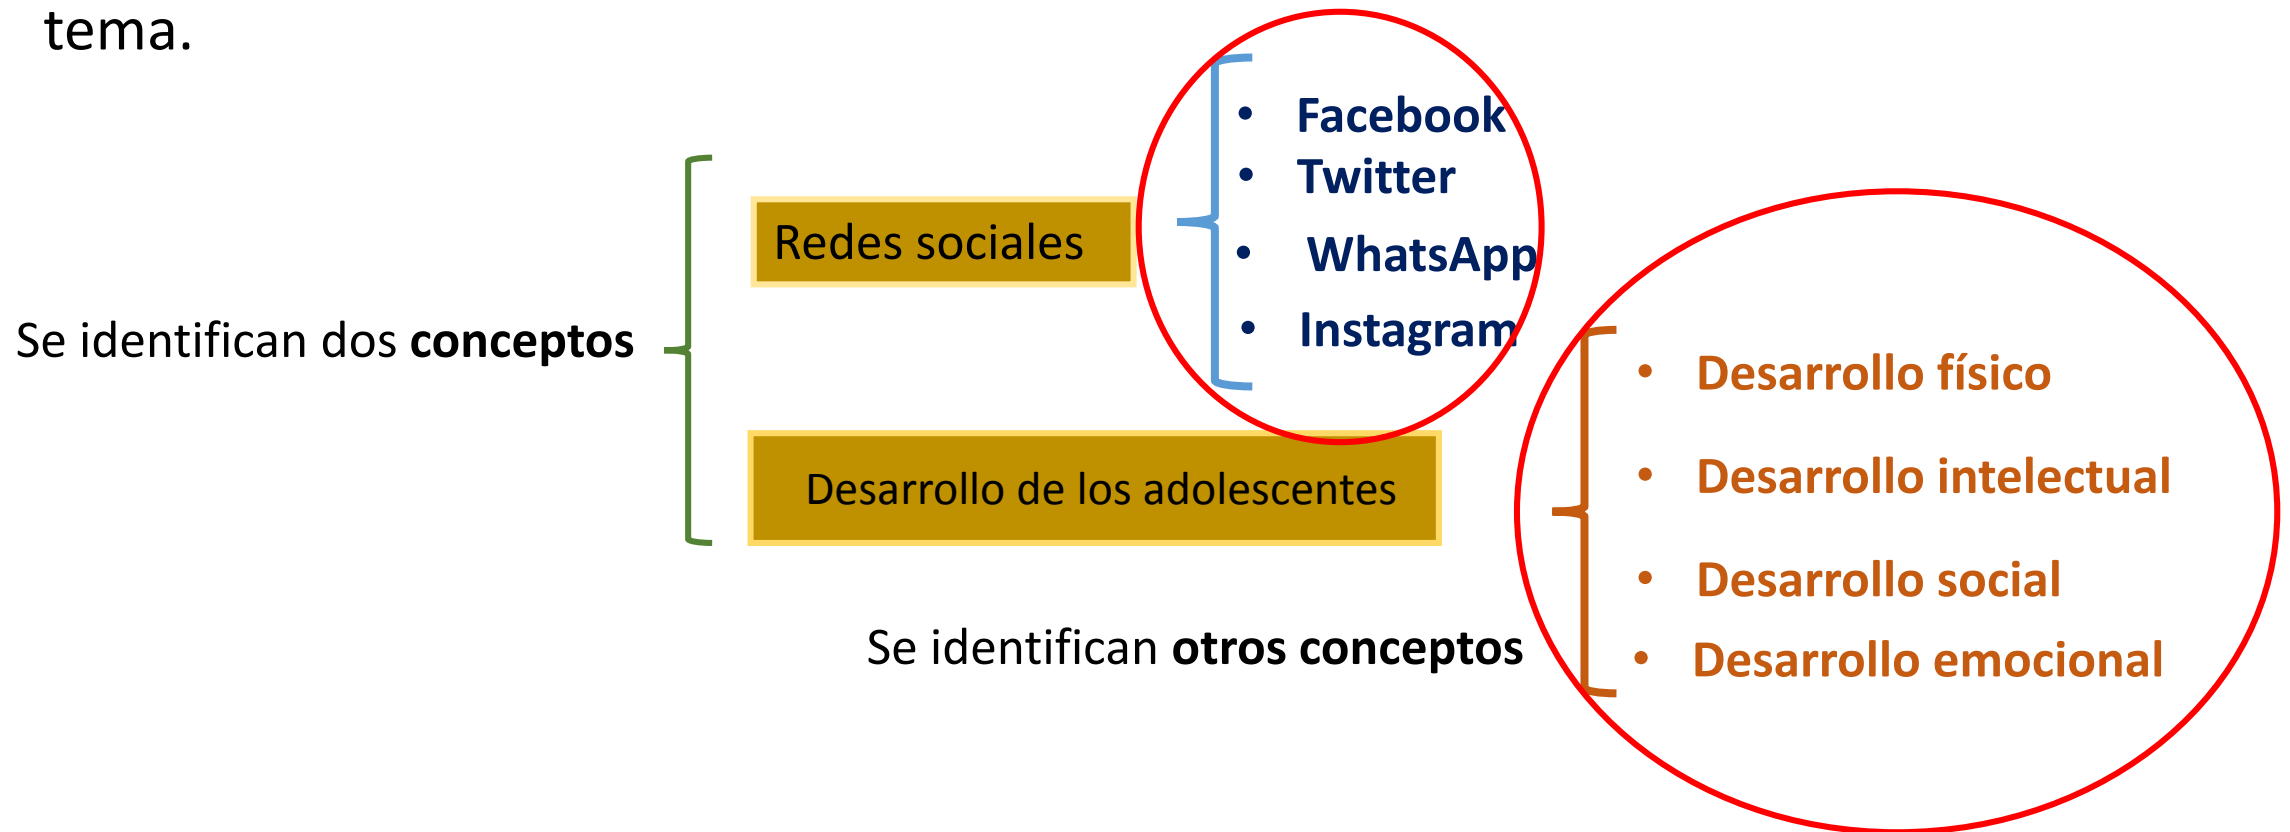 tema.
• Facebook
• Twitter
• WhatsApp
• Instagram
Redes sociales
Se identifican dos conceptos
Desarrollo de los adolescentes
• Desarrollo físico
• Desarrollo intelectual
• Desarrollo social
• Desarrollo emocional
Se identifican otros conceptos